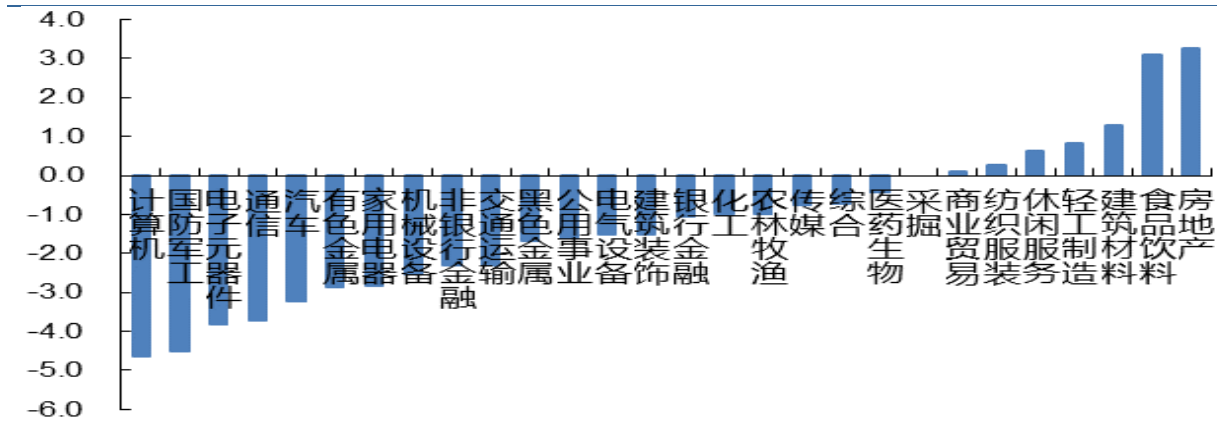 4.0
3.0
2.0
1.0
0.0
-1.0
-2.0
-3.0
-4.0
-5.0
-6.0
计算机
国防军工
电子元器件
通信
汽车
有色金属
家用电器
机械设备
非银行金融
交通运输
黑色金属
公用事业
电气设备
建筑装饰
银行金融
化工
农林牧渔
传媒
综合
医药生物
采掘
商业贸易
纺织服装
休闲服务
轻工制造
建筑材料
食品饮料
房地产